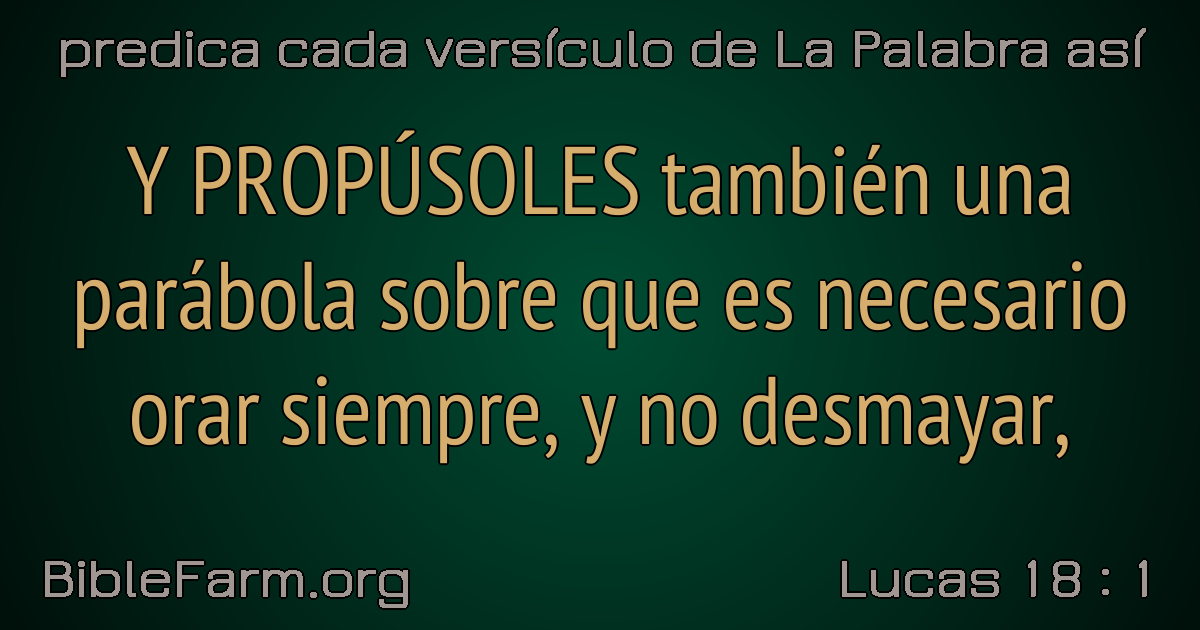 predica cada versículo de La Palabra así
Y PROPÚSOLES también una
parábola sobre que es necesario
orar siempre, y no desmayar,
BibleFarm.org
Lucas 18 : 1